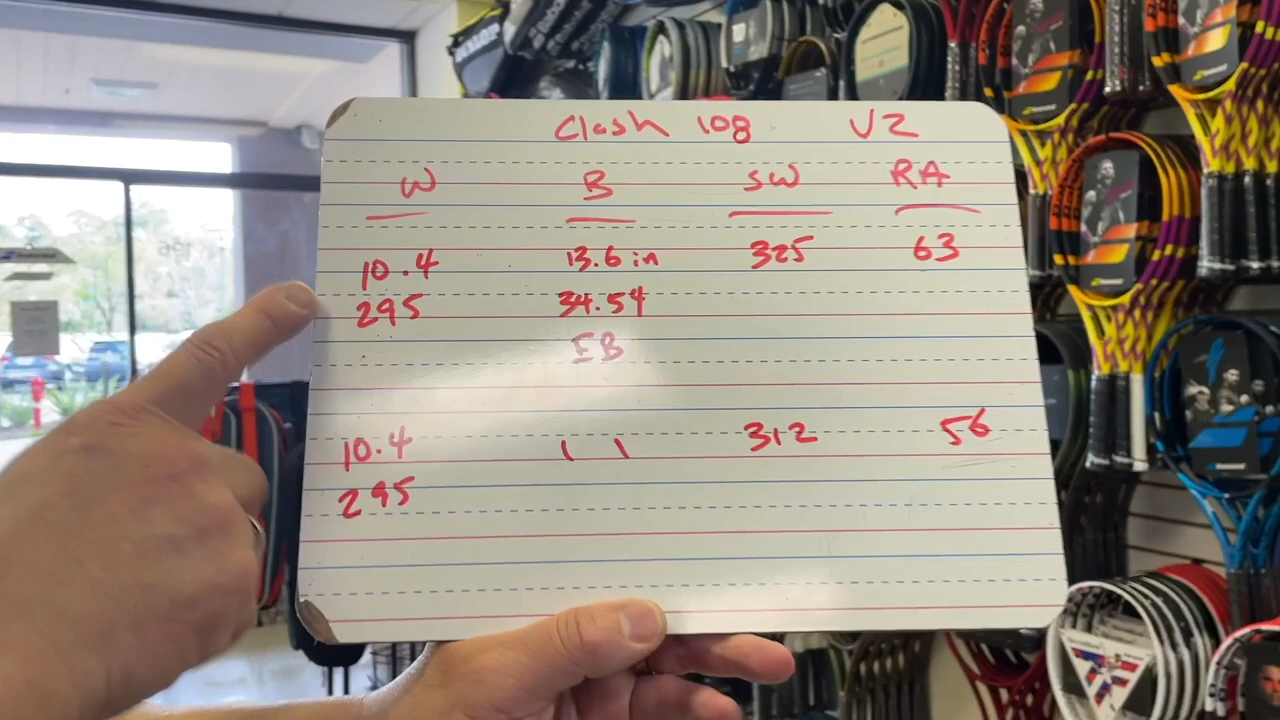 Clash 108 V2
W B SW RA
10.4 13.6 in 325 63
295 34.54
EB
10.4 ı ı 312 56
295